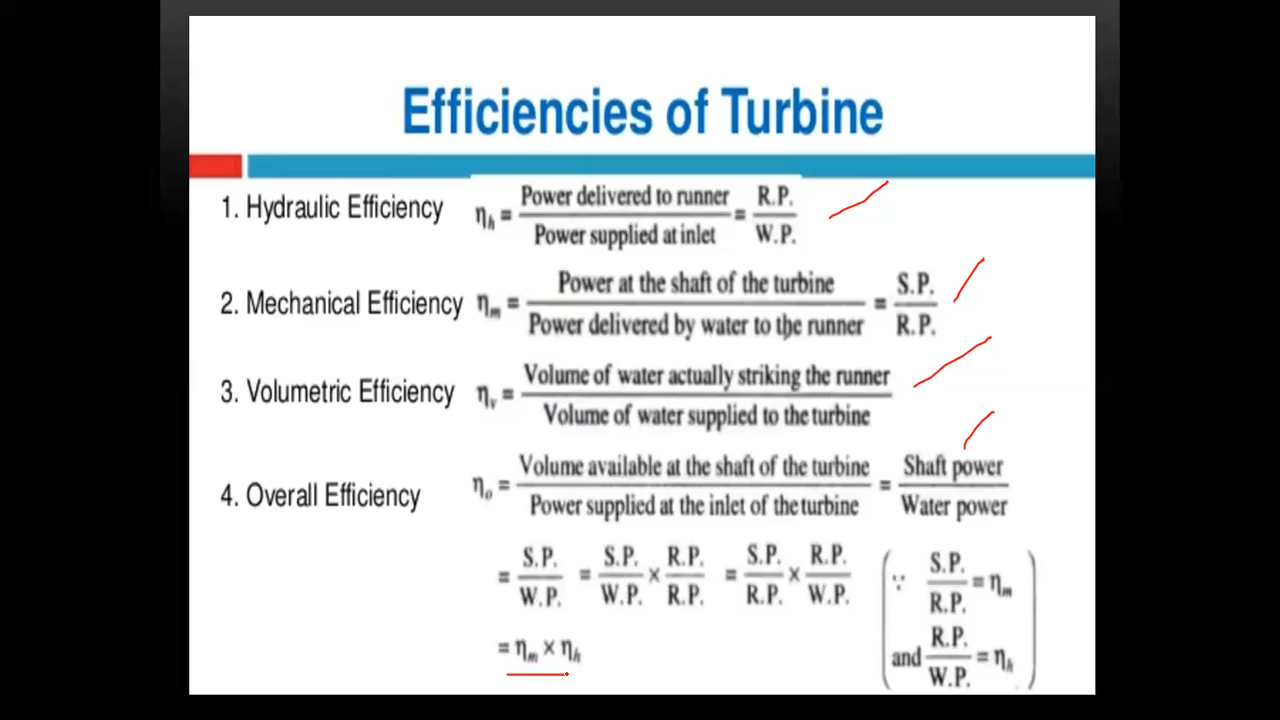 Efficiencies of Turbine
1. Hydraulic Efficiency ηh = Power delivered to runner / Power supplied at inlet = R.P. / W.P.
2. Mechanical Efficiency ηm = Power at the shaft of the turbine / Power delivered by water to the runner = S.P. / R.P.
3. Volumetric Efficiency ηv = Volume of water actually striking the runner / Volume of water supplied to the turbine
4. Overall Efficiency ηo = Volume available at the shaft of the turbine / Power supplied at the inlet of the turbine = Shaft power / Water power
= S.P. / W.P. = S.P. / W.P. × R.P. / R.P. = S.P. / R.P. × R.P. / W.P. ( ∵ S.P. / R.P. = ηm
= ηm × ηh and R.P. / W.P. = ηh )